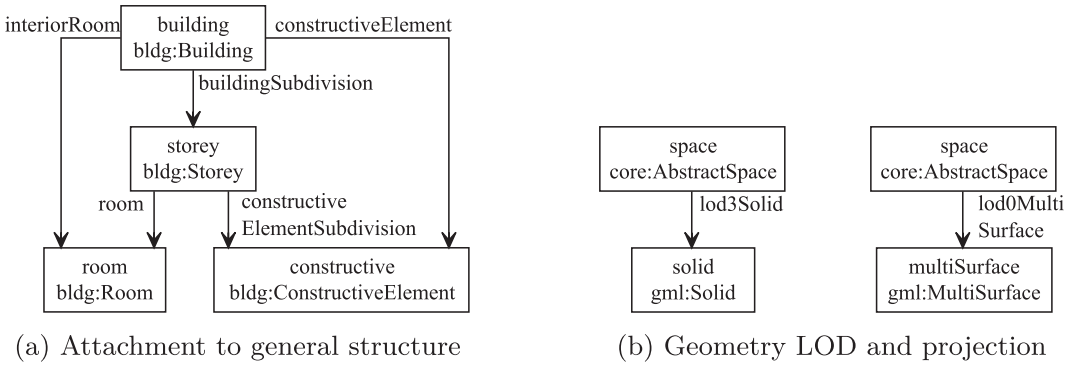 interiorRoom
building
bldg:Building
constructiveElement
buildingSubdivision
storey
bldg:Storey
room
constructive
ElementSubdivision
room
bldg:Room
constructive
bldg:ConstructiveElement
(a) Attachment to general structure
space
core:AbstractSpace
lod3Solid
solid
gml:Solid
space
core:AbstractSpace
lod0Multi
Surface
multiSurface
gml:MultiSurface
(b) Geometry LOD and projection